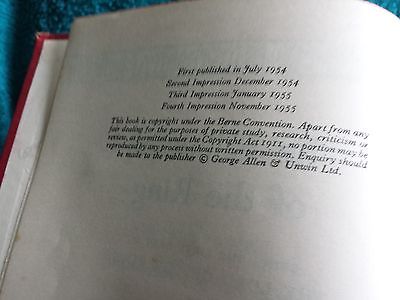 First published in July 1954
Second Impression December 1954
Third Impression January 1955
Fourth Impression November 1955
This book is copyright under the Berne Convention. Apart from any
fair dealing for the purposes of private study, research, criticism or
review, as permitted under the Copyright Act 1911, no portion may be
reproduced by any process without written permission. Enquiry should
be made to the publisher © George Allen & Unwin Ltd.